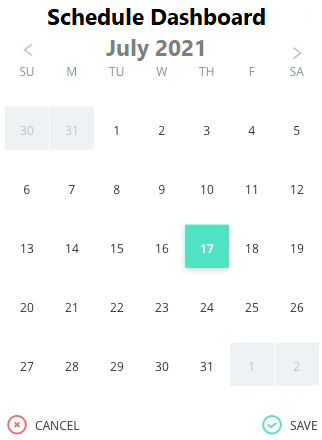 Schedule Dashboard
< July 2021 >
SU M TU W TH F SA
30 31 1 2 3 4 5
6 7 8 9 10 11 12
13 14 15 16 17 18 19
20 21 22 23 24 25 26
27 28 29 30 31 1 2
CANCEL SAVE